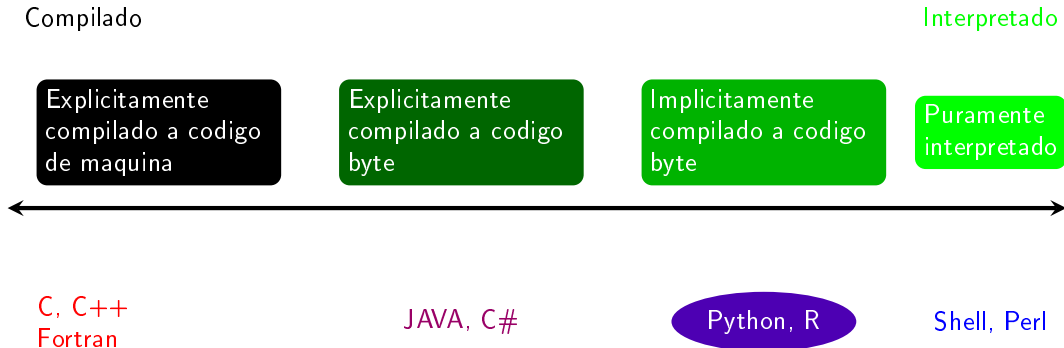 Compilado
Interpretado
Explicitamente
compilado a codigo
de maquina
Explicitamente
compilado a codigo
byte
Implicitamente
compilado a codigo
byte
Puramente
interpretado
C, C++
Fortran
JAVA, C#
Python, R
Shell, Perl